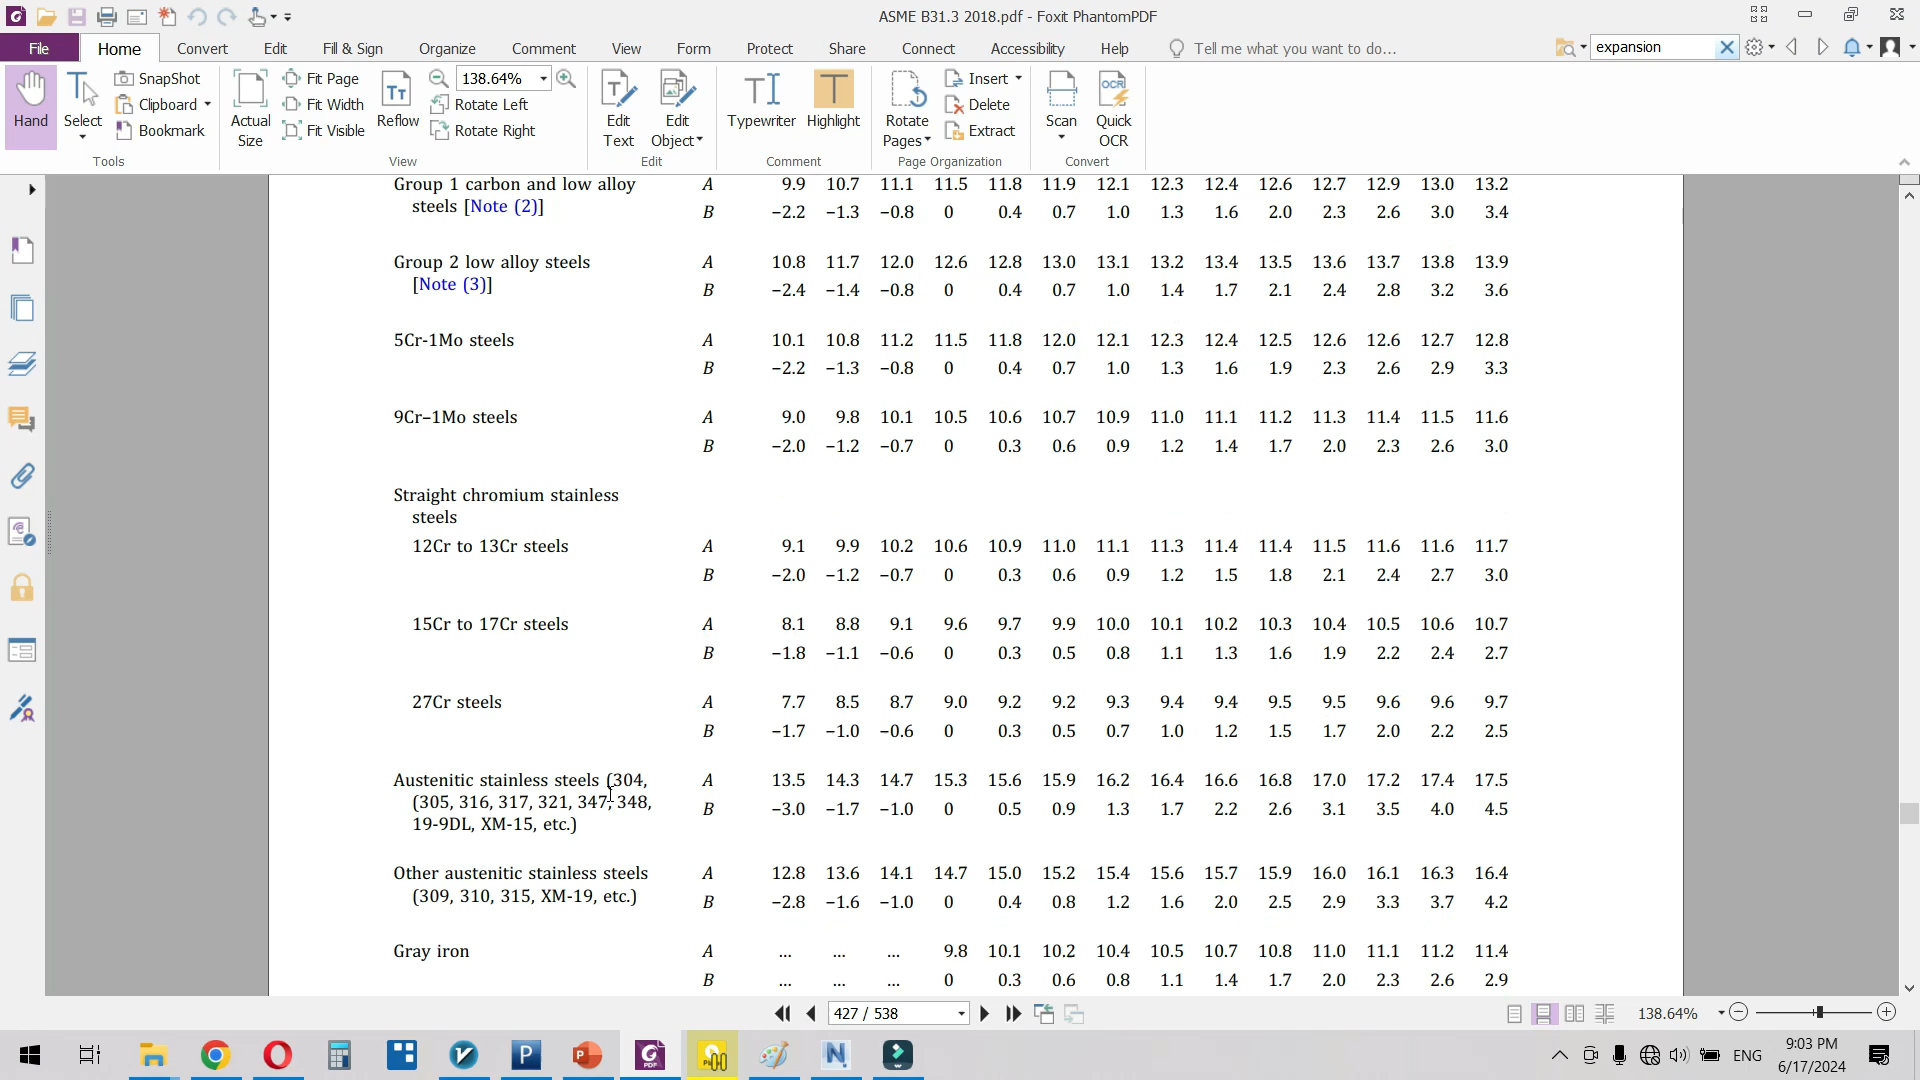 ASME B31.3 2018.pdf - Foxit PhantomPDF
File Home Convert Edit Fill & Sign Organize Comment View Form Protect Share Connect Accessibility Help Tell me what you want to do... expansion
Hand
Select
SnapShot
Clipboard
Bookmark
Tools
Actual Size
Fit Page
Fit Width
Fit Visible
Reflow
138.64%
Rotate Left
Rotate Right
View
Edit Text
Edit Object
Edit
Typewriter
Highlight
Comment
Rotate Pages
Insert
Delete
Extract
Page Organization
Scan
Quick OCR
Convert
Group 1 carbon and low alloy A 9.9 10.7 11.1 11.5 11.8 11.9 12.1 12.3 12.4 12.6 12.7 12.9 13.0 13.2
steels [Note (2)] B −2.2 −1.3 −0.8 0 0.4 0.7 1.0 1.3 1.6 2.0 2.3 2.6 3.0 3.4
Group 2 low alloy steels A 10.8 11.7 12.0 12.6 12.8 13.0 13.1 13.2 13.4 13.5 13.6 13.7 13.8 13.9
[Note (3)] B −2.4 −1.4 −0.8 0 0.4 0.7 1.0 1.4 1.7 2.1 2.4 2.8 3.2 3.6
5Cr-1Mo steels A 10.1 10.8 11.2 11.5 11.8 12.0 12.1 12.3 12.4 12.5 12.6 12.6 12.7 12.8
B −2.2 −1.3 −0.8 0 0.4 0.7 1.0 1.3 1.6 1.9 2.3 2.6 2.9 3.3
9Cr–1Mo steels A 9.0 9.8 10.1 10.5 10.6 10.7 10.9 11.0 11.1 11.2 11.3 11.4 11.5 11.6
B −2.0 −1.2 −0.7 0 0.3 0.6 0.9 1.2 1.4 1.7 2.0 2.3 2.6 3.0
Straight chromium stainless
steels
12Cr to 13Cr steels A 9.1 9.9 10.2 10.6 10.9 11.0 11.1 11.3 11.4 11.4 11.5 11.6 11.6 11.7
B −2.0 −1.2 −0.7 0 0.3 0.6 0.9 1.2 1.5 1.8 2.1 2.4 2.7 3.0
15Cr to 17Cr steels A 8.1 8.8 9.1 9.6 9.7 9.9 10.0 10.1 10.2 10.3 10.4 10.5 10.6 10.7
B −1.8 −1.1 −0.6 0 0.3 0.5 0.8 1.1 1.3 1.6 1.9 2.2 2.4 2.7
27Cr steels A 7.7 8.5 8.7 9.0 9.2 9.2 9.3 9.4 9.4 9.5 9.5 9.6 9.6 9.7
B −1.7 −1.0 −0.6 0 0.3 0.5 0.7 1.0 1.2 1.5 1.7 2.0 2.2 2.5
Austenitic stainless steels (304, A 13.5 14.3 14.7 15.3 15.6 15.9 16.2 16.4 16.6 16.8 17.0 17.2 17.4 17.5
(305, 316, 317, 321, 347, 348, B −3.0 −1.7 −1.0 0 0.5 0.9 1.3 1.7 2.2 2.6 3.1 3.5 4.0 4.5
19-9DL, XM-15, etc.)
Other austenitic stainless steels A 12.8 13.6 14.1 14.7 15.0 15.2 15.4 15.6 15.7 15.9 16.0 16.1 16.3 16.4
(309, 310, 315, XM-19, etc.) B −2.8 −1.6 −1.0 0 0.4 0.8 1.2 1.6 2.0 2.5 2.9 3.3 3.7 4.2
Gray iron A ... ... ... 9.8 10.1 10.2 10.4 10.5 10.7 10.8 11.0 11.1 11.2 11.4
B ... ... ... 0 0.3 0.6 0.8 1.1 1.4 1.7 2.0 2.3 2.6 2.9
427 / 538
138.64%
ENG
9:03 PM
6/17/2024